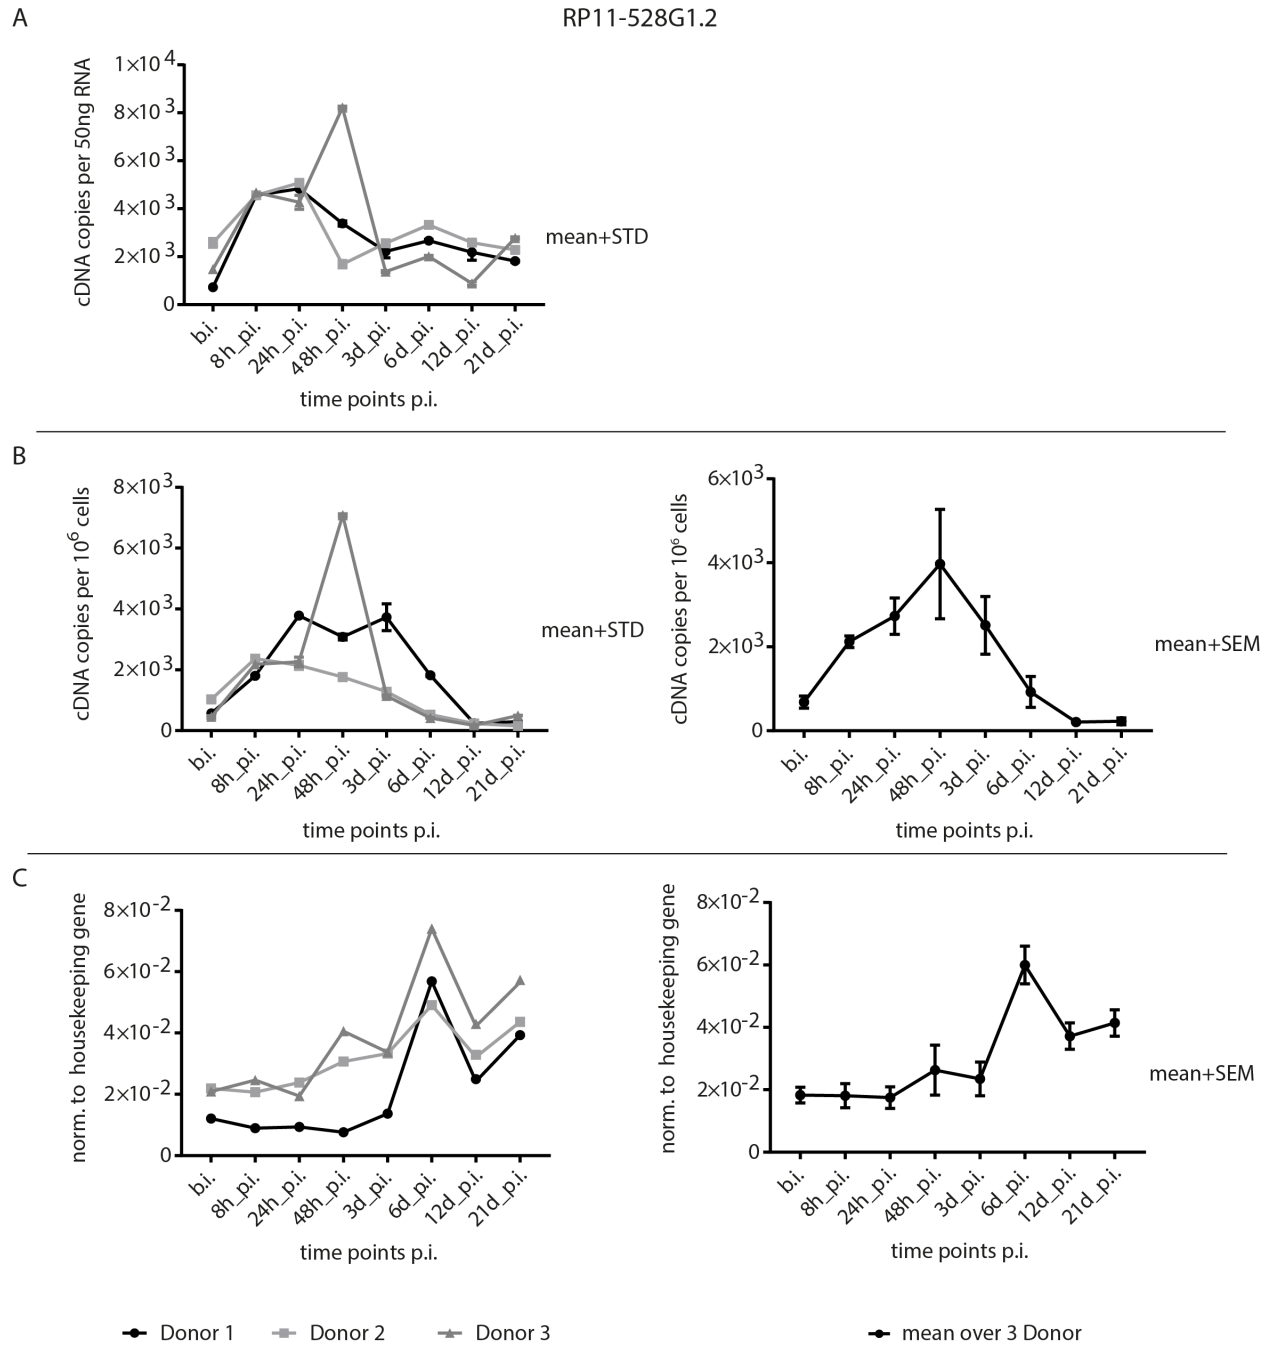 A
RP11-528G1.2
cDNA copies per 50ng RNA
1×10⁴
8×10³
6×10³
4×10³
2×10³
0
b.i.
8h_p.i.
24h_p.i.
48h_p.i.
3d_p.i.
6d_p.i.
12d_p.i.
21d_p.i.
time points p.i.
mean+STD
B
cDNA copies per 10⁶ cells
8×10³
6×10³
4×10³
2×10³
0
b.i.
8h_p.i.
24h_p.i.
48h_p.i.
3d_p.i.
6d_p.i.
12d_p.i.
21d_p.i.
time points p.i.
mean+STD
cDNA copies per 10⁶ cells
6×10³
4×10³
2×10³
0
b.i.
8h_p.i.
24h_p.i.
48h_p.i.
3d_p.i.
6d_p.i.
12d_p.i.
21d_p.i.
time points p.i.
mean+SEM
C
norm. to housekeeping gene
8×10⁻²
6×10⁻²
4×10⁻²
2×10⁻²
0
b.i.
8h_p.i.
24h_p.i.
48h_p.i.
3d_p.i.
6d_p.i.
12d_p.i.
21d_p.i.
time points p.i.
norm. to housekeeping gene
8×10⁻²
6×10⁻²
4×10⁻²
2×10⁻²
0
b.i.
8h_p.i.
24h_p.i.
48h_p.i.
3d_p.i.
6d_p.i.
12d_p.i.
21d_p.i.
time points p.i.
mean+SEM
Donor 1 Donor 2 Donor 3
mean over 3 Donor